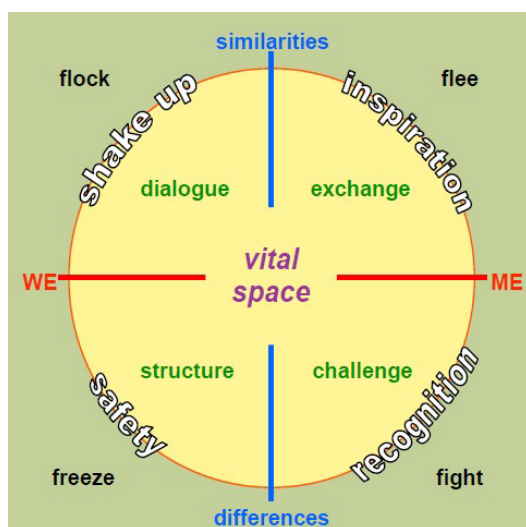 similarities
flock
flee
shake up
inspiration
dialogue
exchange
WE
vital
space
ME
structure
challenge
safety
recognition
freeze
fight
differences